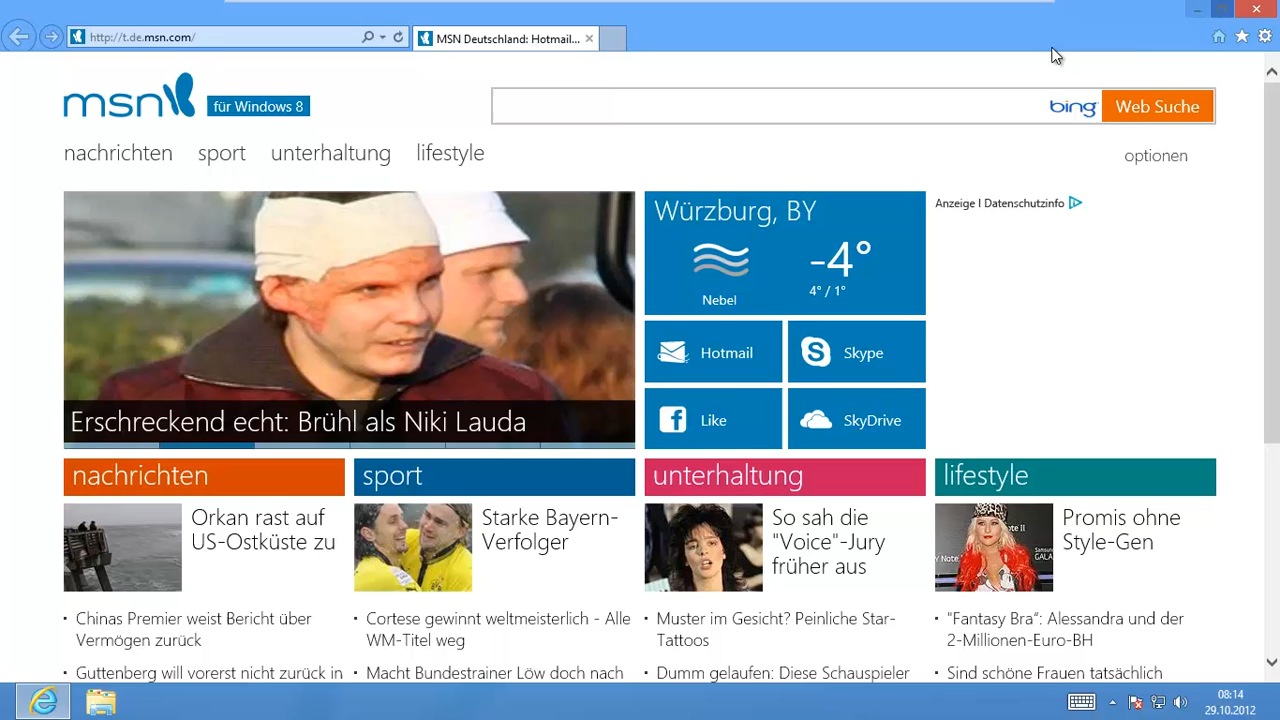 http://t.de.msn.com/
MSN Deutschland: Hotmail...
msn
für Windows 8
bing
Web Suche
nachrichten
sport
unterhaltung
lifestyle
optionen
Erschreckend echt: Brühl als Niki Lauda
Würzburg, BY
-4°
4° / 1°
Nebel
Hotmail
Skype
Like
SkyDrive
Anzeige | Datenschutzinfo
nachrichten
Orkan rast auf
US-Ostküste zu
Chinas Premier weist Bericht über
Vermögen zurück
Guttenberg will vorerst nicht zurück in
sport
Starke Bayern-
Verfolger
Cortese gewinnt weltmeisterlich - Alle
WM-Titel weg
Macht Bundestrainer Löw doch nach
unterhaltung
So sah die
"Voice"-Jury
früher aus
Muster im Gesicht? Peinliche Star-
Tattoos
Dumm gelaufen: Diese Schauspieler
lifestyle
Promis ohne
Style-Gen
"Fantasy Bra": Alessandra und der
2-Millionen-Euro-BH
Sind schöne Frauen tatsächlich
08:14
29.10.2012